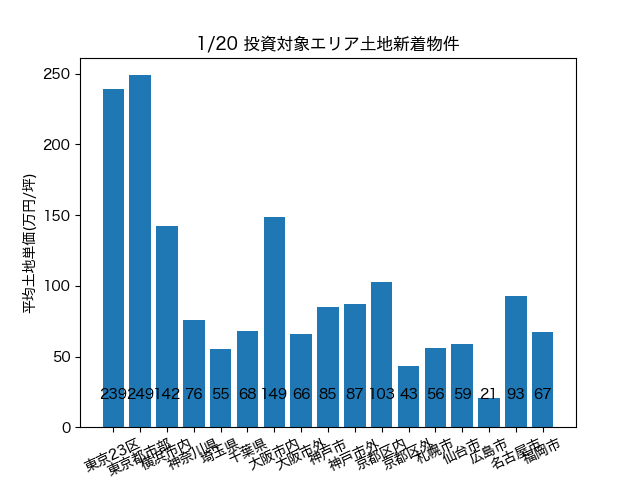 1/20 投資対象エリア土地新着物件
平均土地単価(万円/坪)
250
200
150
100
50
0
239 249 142 76 55 68 149 66 85 87 103 43 56 59 21 93 67
東京23区
東京都市部
横浜市内
神奈川県
埼玉県
千葉県
大阪市内
大阪市外
神戸市
神戸市外
京都区内
京都区外
札幌市
仙台市
広島市
名古屋市
福岡市